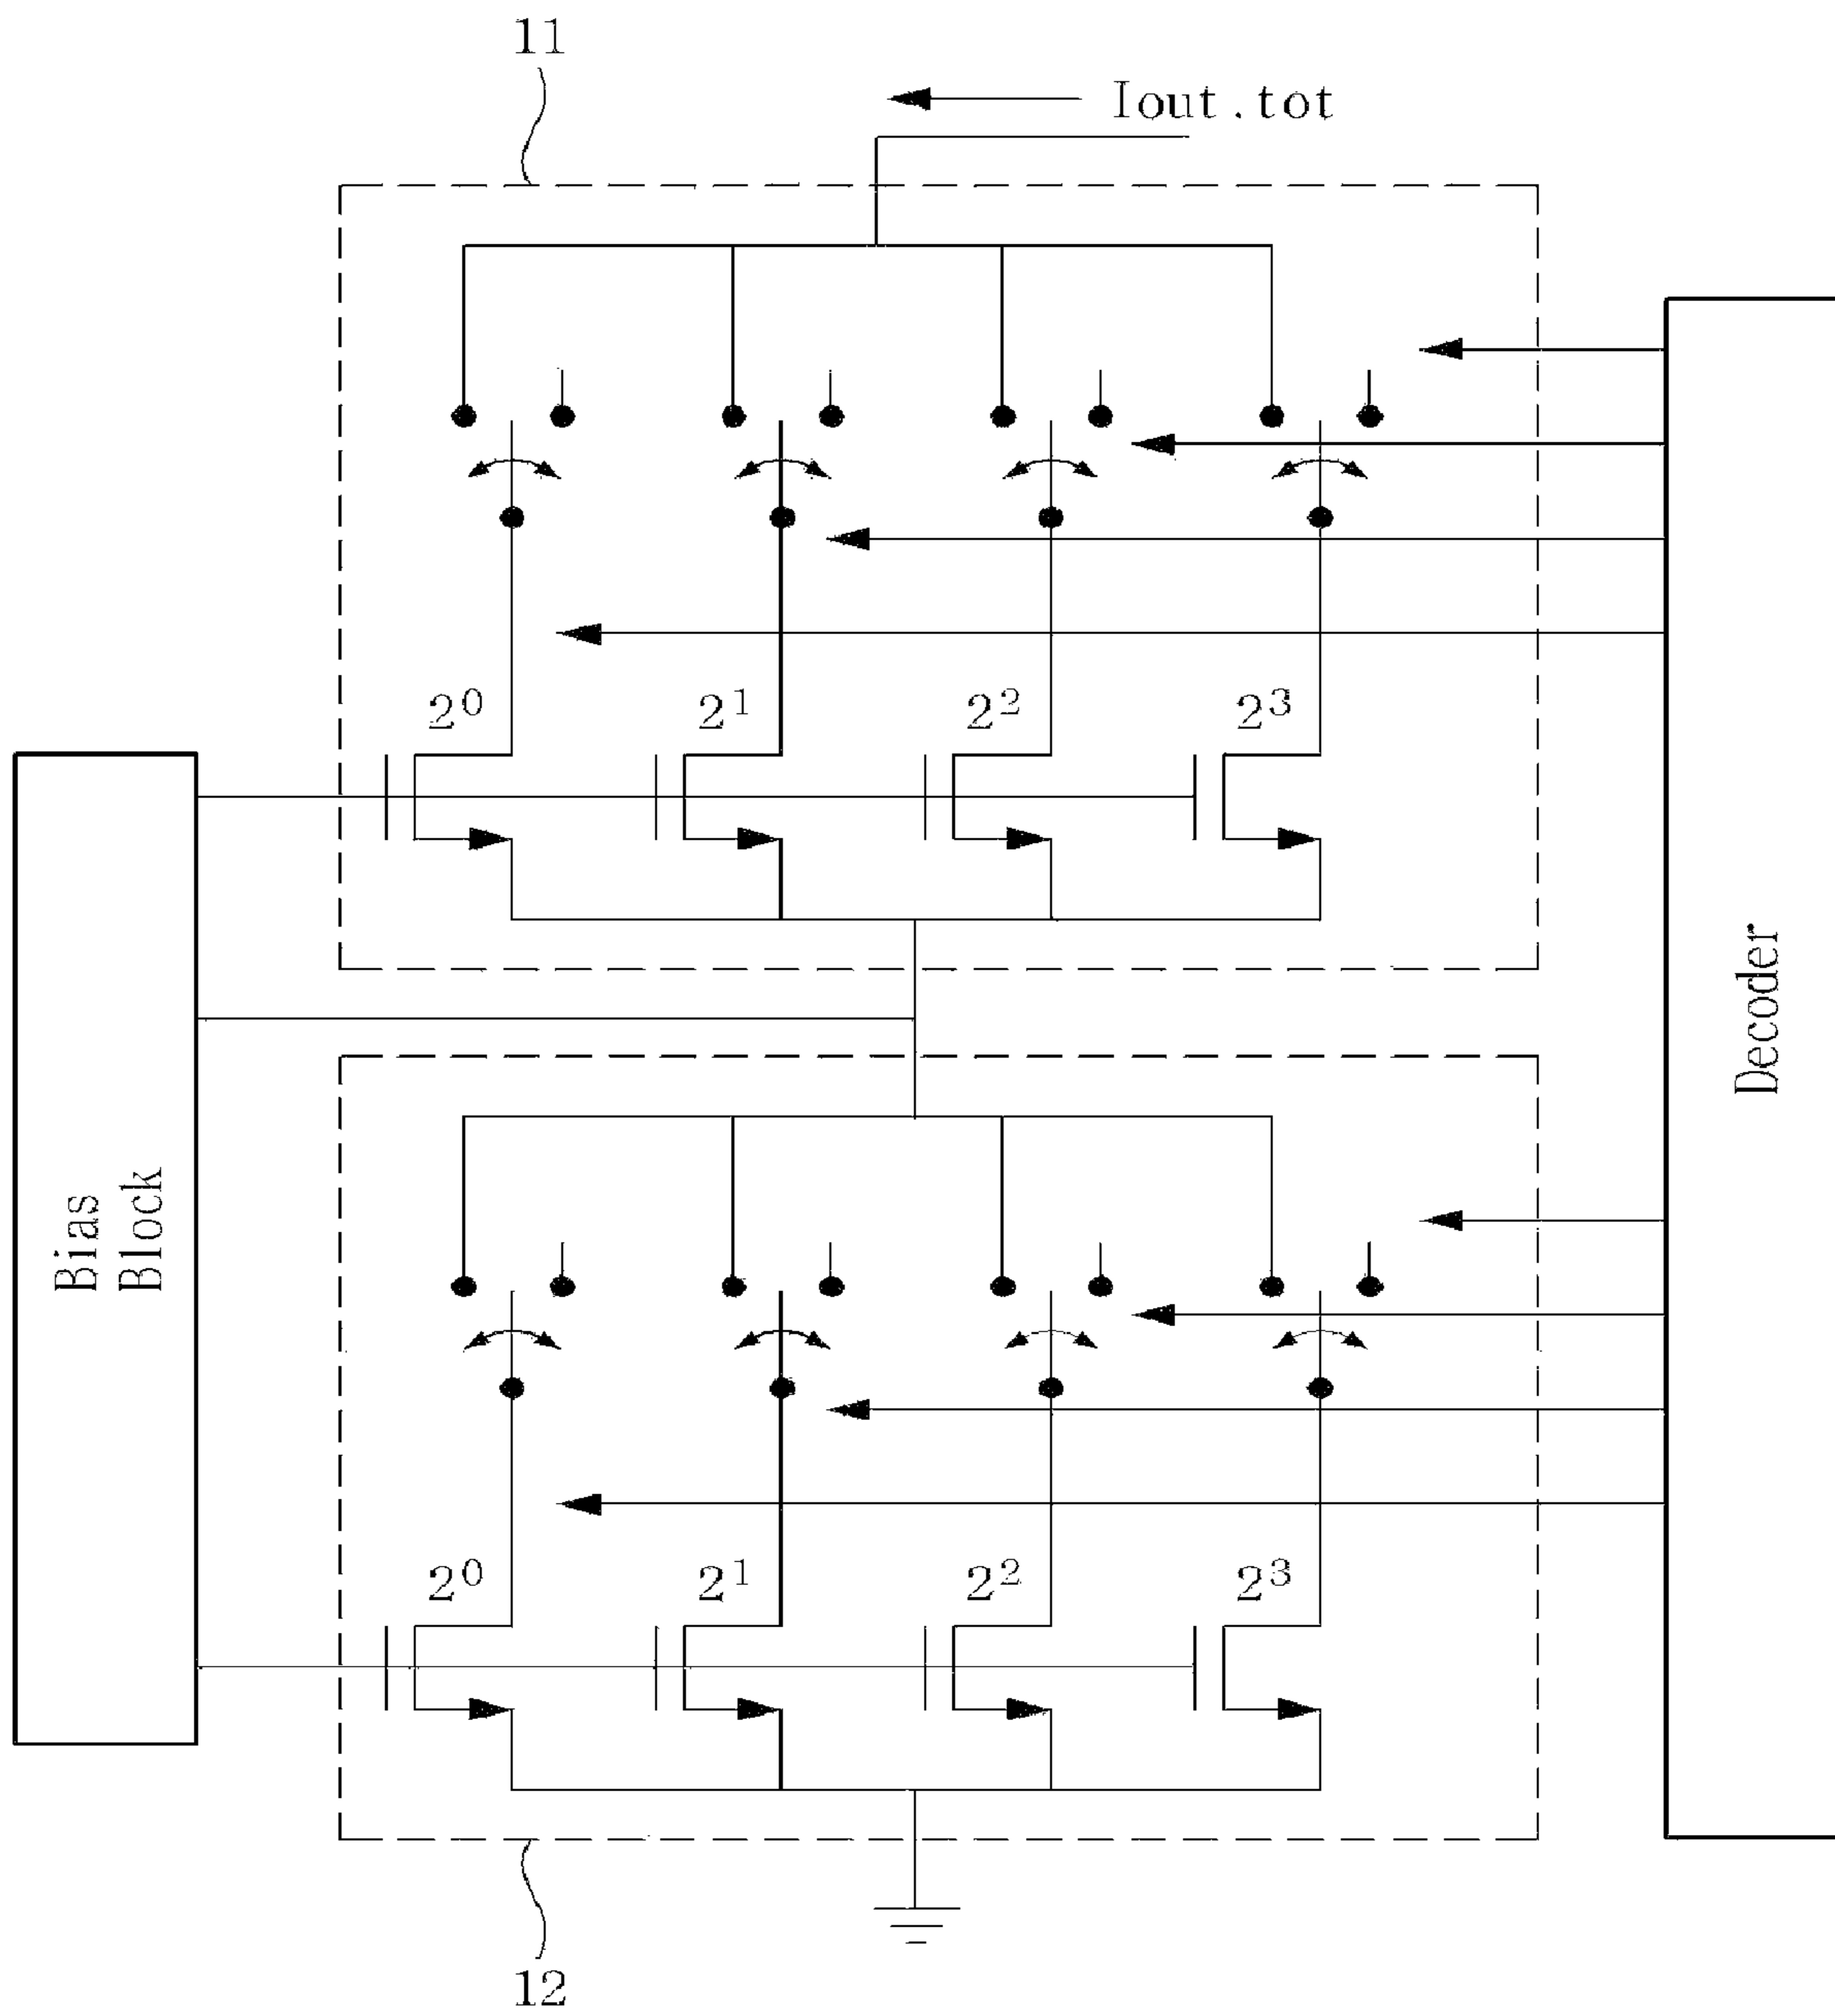 11
Iout.tot
2⁰ 2¹ 2² 2³
Bias
Block
Decoder
2⁰ 2¹ 2² 2³
12